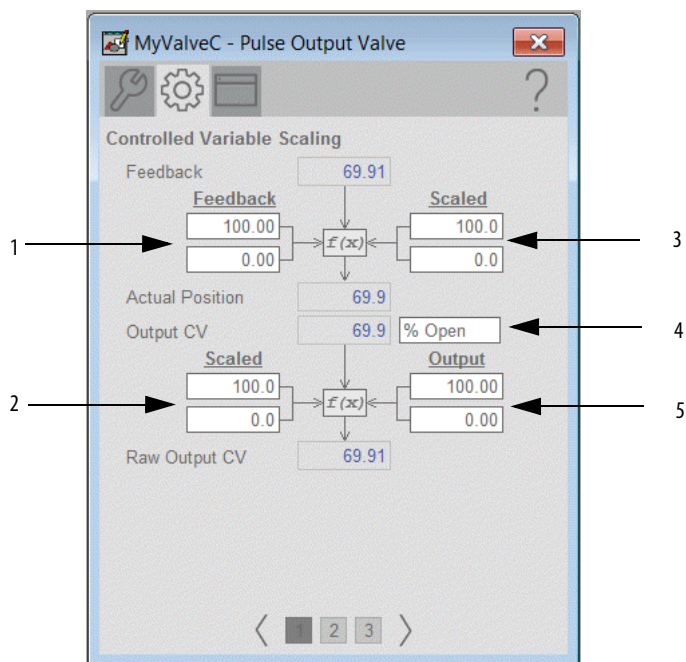 MyValveC - Pulse Output Valve
?
Controlled Variable Scaling
Feedback 69.91
Feedback Scaled
1 100.00 f(x) 100.0 3
0.00 0.0
Actual Position 69.9
Output CV 69.9 % Open 4
Scaled Output
2 100.0 f(x) 100.00 5
0.0 0.00
Raw Output CV 69.91
1 2 3